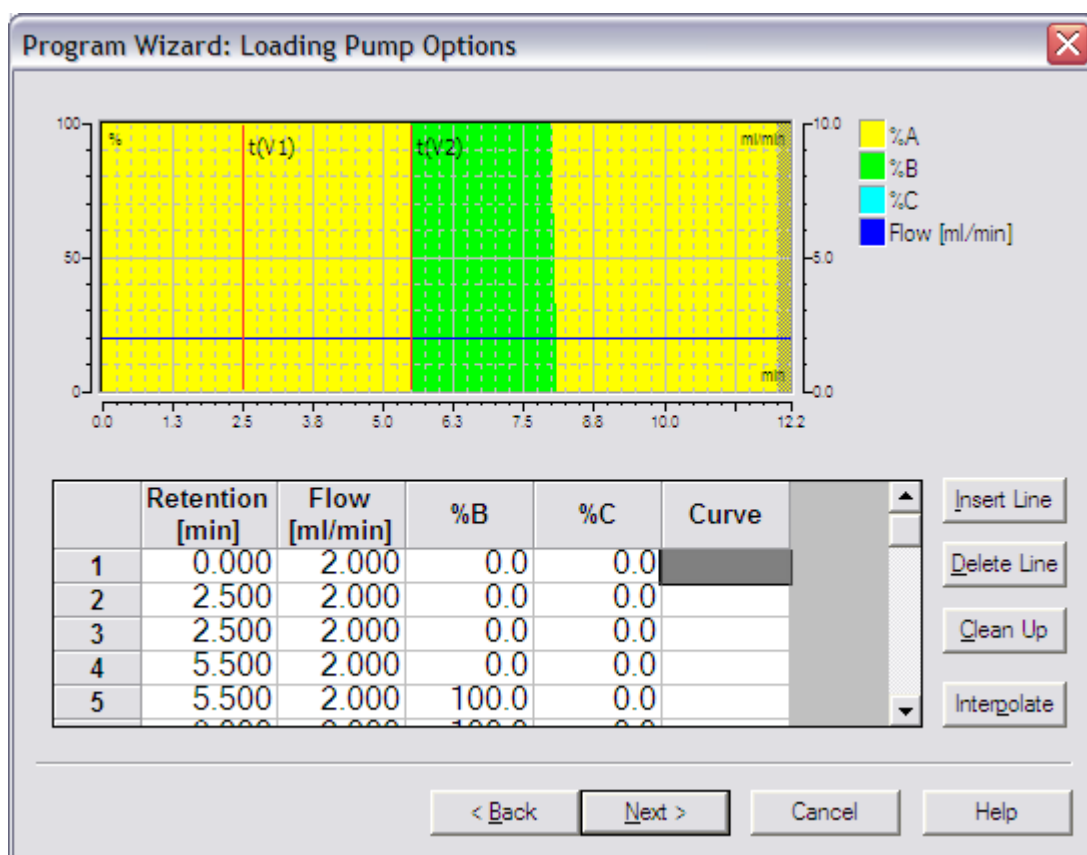 Program Wizard: Loading Pump Options
100
%
t(V1)
t(V2)
ml/min
10.0
%A
%B
%C
Flow [ml/min]
50
5.0
0
min
0.0
0.0 1.3 2.5 3.8 5.0 6.3 7.5 8.8 10.0 12.2
Retention [min] Flow [ml/min] %B %C Curve
1 0.000 2.000 0.0 0.0
2 2.500 2.000 0.0 0.0
3 2.500 2.000 0.0 0.0
4 5.500 2.000 0.0 0.0
5 5.500 2.000 100.0 0.0
Insert Line
Delete Line
Clean Up
Interpolate
< Back Next > Cancel Help